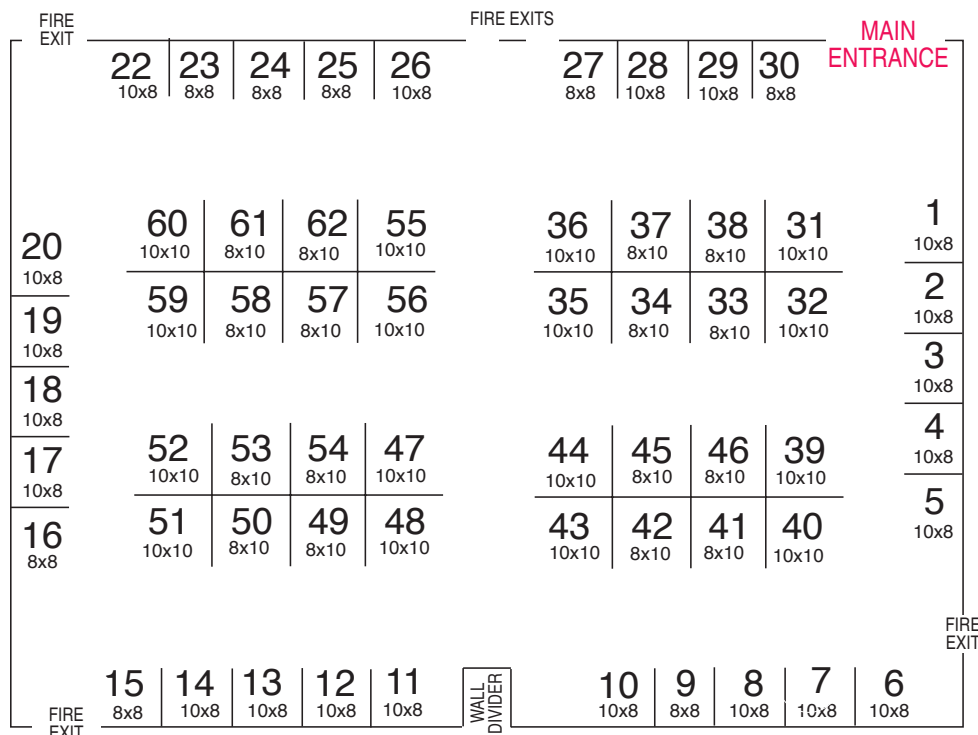 FIRE
EXIT
FIRE EXITS
MAIN
ENTRANCE
22 23 24 25 26 27 28 29 30
10x8 8x8 8x8 8x8 10x8 8x8 10x8 10x8 8x8
60 61 62 55 36 37 38 31 1
10x10 8x10 8x10 10x10 10x10 8x10 8x10 10x10 10x8
20
10x8
59 58 57 56 35 34 33 32 2
10x10 8x10 8x10 10x10 10x10 8x10 8x10 10x10 10x8
19
10x8
3
10x8
18
10x8
52 53 54 47 44 45 46 39 4
10x10 8x10 8x10 10x10 10x10 8x10 8x10 10x10 10x8
17
10x8
51 50 49 48 43 42 41 40 5
10x10 8x10 8x10 10x10 10x10 8x10 8x10 10x10 10x8
16
8x8
FIRE
EXIT
15 14 13 12 11
8x8 10x8 10x8 10x8 10x8
WALL
DIVIDER
10 9 8 7 6
10x8 8x8 10x8 10x8 10x8
FIRE
EXIT